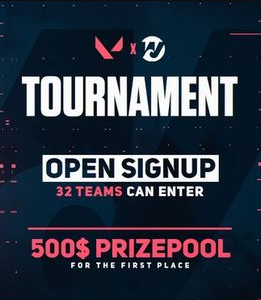 x
TOURNAMENT
OPEN SIGNUP
32 TEAMS CAN ENTER
500$ PRIZEPOOL
FOR THE FIRST PLACE